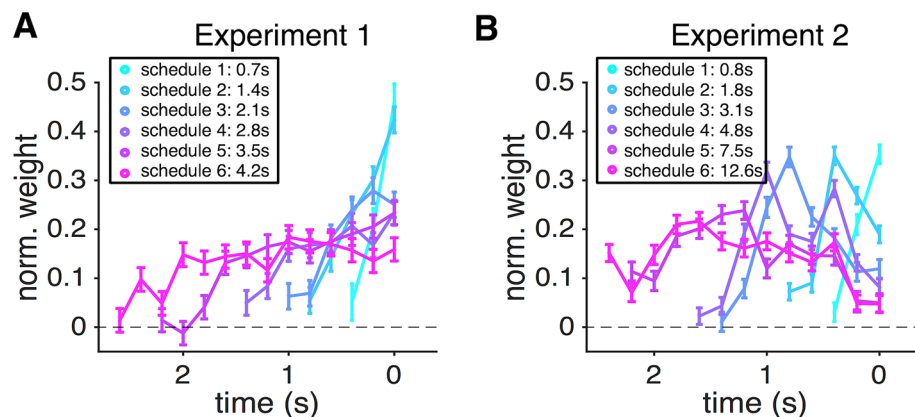 A
Experiment 1
schedule 1: 0.7s
schedule 2: 1.4s
schedule 3: 2.1s
schedule 4: 2.8s
schedule 5: 3.5s
schedule 6: 4.2s
norm. weight
0.5
0.4
0.3
0.2
0.1
0
2
1
0
time (s)
B
Experiment 2
schedule 1: 0.8s
schedule 2: 1.8s
schedule 3: 3.1s
schedule 4: 4.8s
schedule 5: 7.5s
schedule 6: 12.6s
norm. weight
0.5
0.4
0.3
0.2
0.1
0
2
1
0
time (s)